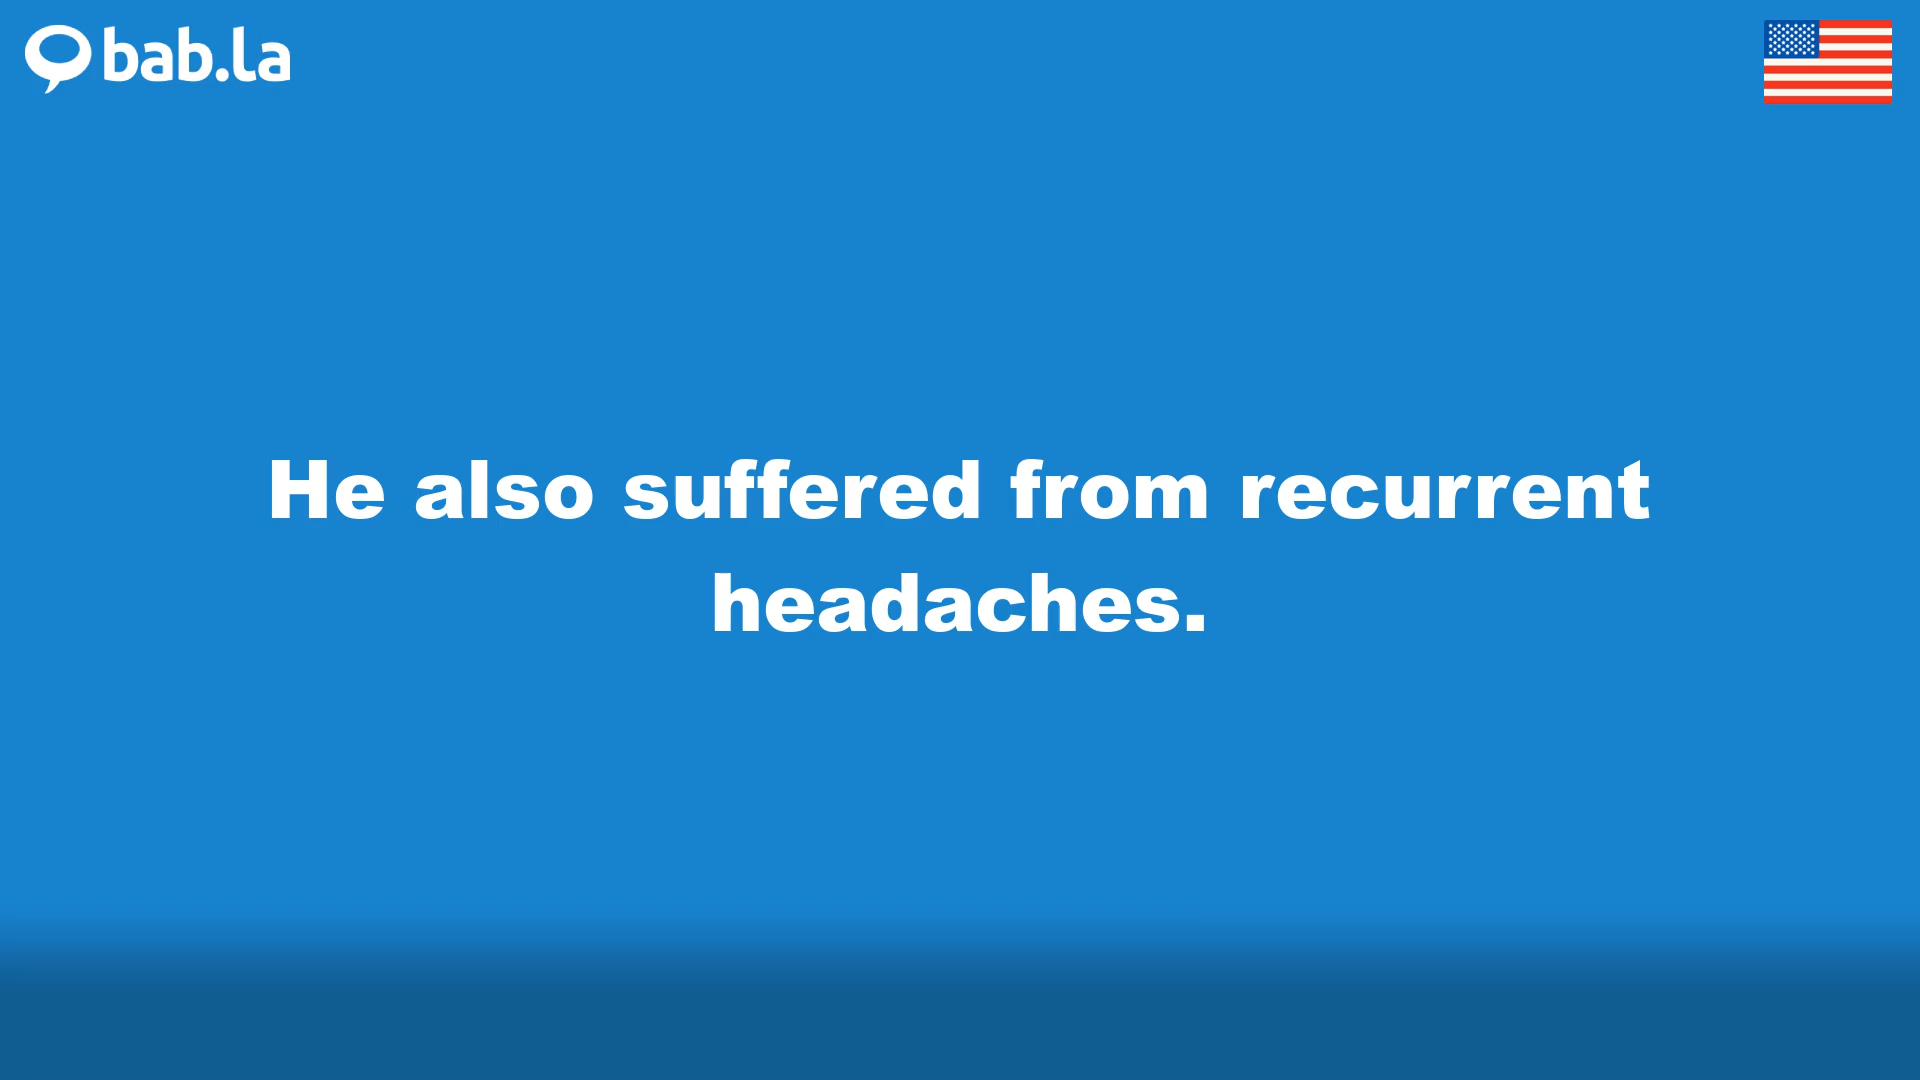 bab.la
He also suffered from recurrent
headaches.